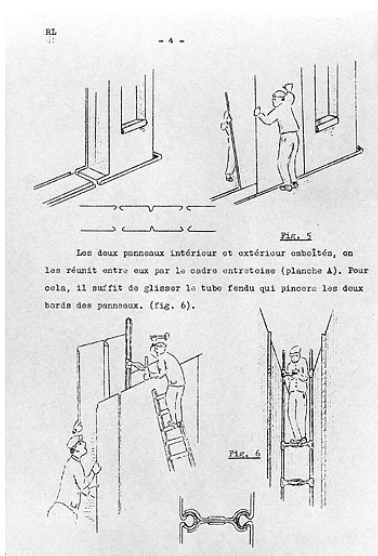 RL
- 4 -
Fig. 5
Les deux panneaux intérieur et extérieur emboîtés, on
les réunit entre eux par le cadre entretoise (planche A). Pour
cela, il suffit de glisser le tube fendu qui pincera les deux
bords des panneaux. (fig. 6).
Fig. 6